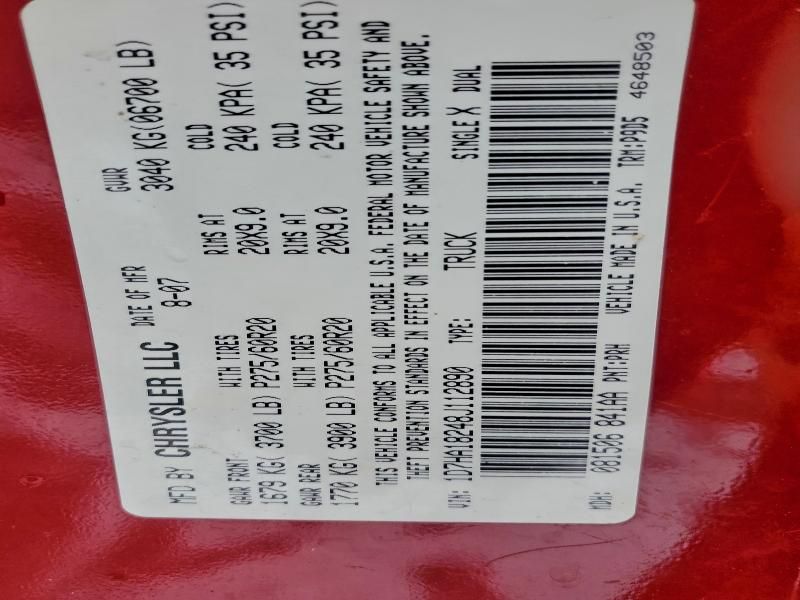 MFD BY CHRYSLER LLC DATE OF MFR GVWR
8-07 3040 KG(06700 LB)
GAWR FRONT WITH TIRES RIMS AT COLD
1679 KG( 3700 LB) P275/60R20 20X9.0 240 KPA( 35 PSI)
GAWR REAR WITH TIRES RIMS AT COLD
1770 KG( 3900 LB) P275/60R20 20X9.0 240 KPA( 35 PSI)
THIS VEHICLE CONFORMS TO ALL APPLICABLE U.S.A. FEDERAL MOTOR VEHICLE SAFETY AND
THEFT PREVENTION STANDARDS IN EFFECT ON THE DATE OF MANUFACTURE SHOWN ABOVE.
VIN: 1D7HA18248J112890 TYPE: TRUCK SINGLE X DUAL
MDH: 081506 841AA PNT:PRH VEHICLE MADE IN U.S.A. TRM:P9D5
4648503